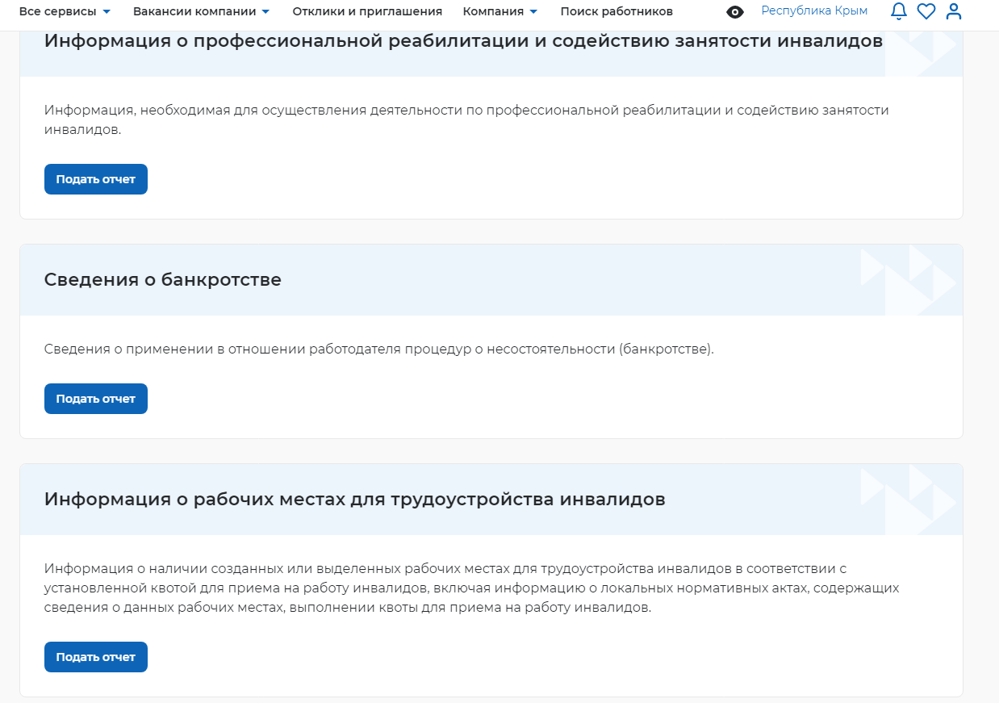 Все сервисы Вакансии компании Отклики и приглашения Компания Поиск работников Республика Крым
Информация о профессиональной реабилитации и содействию занятости инвалидов
Информация, необходимая для осуществления деятельности по профессиональной реабилитации и содействию занятости
инвалидов.
Подать отчет
Сведения о банкротстве
Сведения о применении в отношении работодателя процедур о несостоятельности (банкротстве).
Подать отчет
Информация о рабочих местах для трудоустройства инвалидов
Информация о наличии созданных или выделенных рабочих местах для трудоустройства инвалидов в соответствии с
установленной квотой для приема на работу инвалидов, включая информацию о локальных нормативных актах, содержащих
сведения о данных рабочих местах, выполнении квоты для приема на работу инвалидов.
Подать отчет